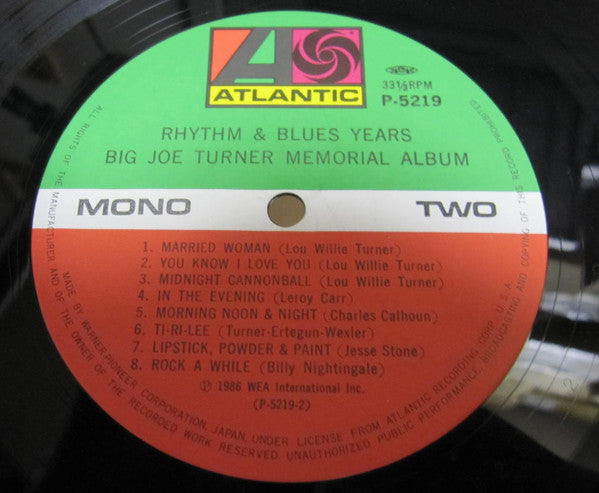 ATLANTIC
33 1/3 RPM
P-5219
RHYTHM & BLUES YEARS
BIG JOE TURNER MEMORIAL ALBUM
MONO
TWO
1. MARRIED WOMAN (Lou Willie Turner)
2. YOU KNOW I LOVE YOU (Lou Willie Turner)
3. MIDNIGHT CANNONBALL (Lou Willie Turner)
4. IN THE EVENING (Leroy Carr)
5. MORNING NOON & NIGHT (Charles Calhoun)
6. TI-RI-LEE (Turner-Ertegun-Wexler)
7. LIPSTICK, POWDER & PAINT (Jesse Stone)
8. ROCK A WHILE (Billy Nightingale)
℗ 1986 WEA International Inc.
(P-5219-2)
MADE BY WARNER-PIONEER CORPORATION, JAPAN, UNDER LICENSE FROM ATLANTIC RECORDING CORP., U.S.A.
ALL RIGHTS OF THE MANUFACTURER AND OF THE OWNER OF THE RECORDED WORK RESERVED. UNAUTHORIZED PUBLIC PERFORMANCE, BROADCASTING AND COPYING OF THIS RECORD PROHIBITED